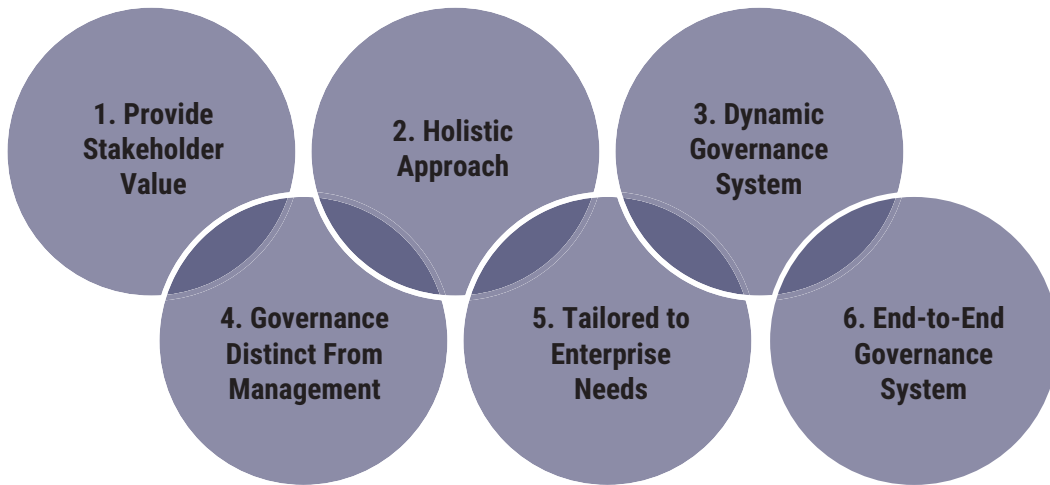 1. Provide
Stakeholder
Value
2. Holistic
Approach
3. Dynamic
Governance
System
4. Governance
Distinct From
Management
5. Tailored to
Enterprise
Needs
6. End-to-End
Governance
System